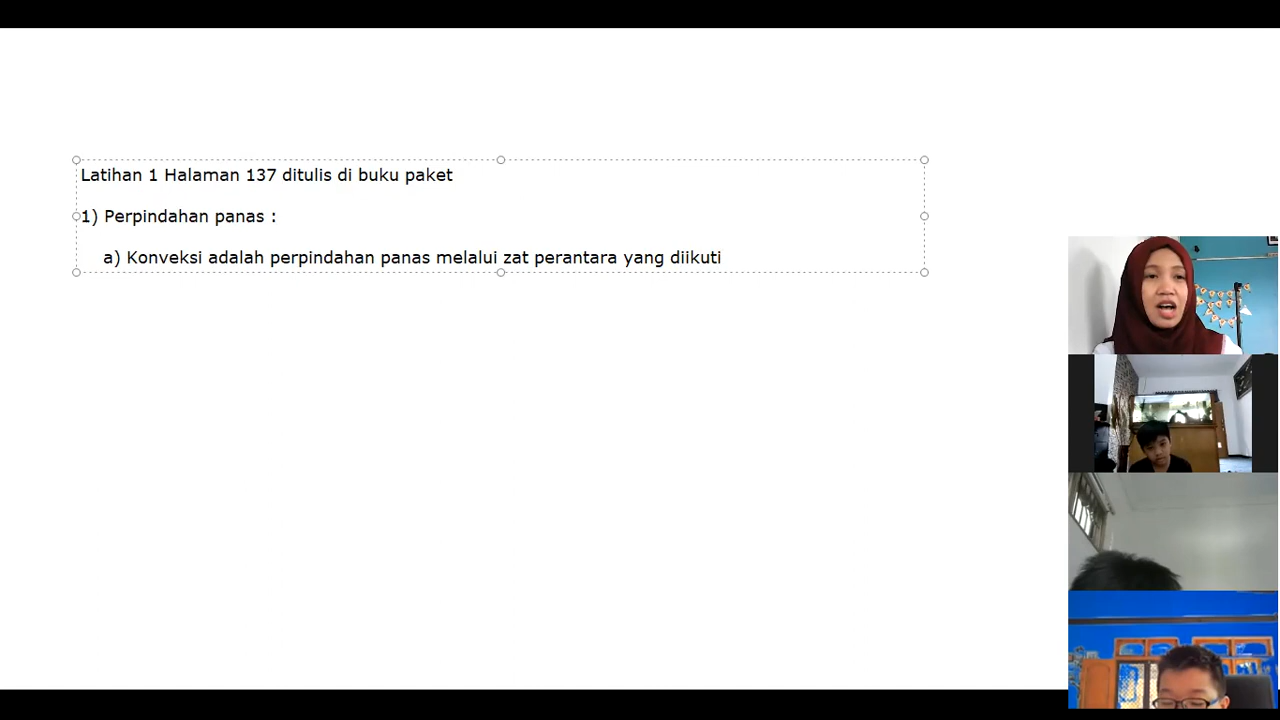 Latihan 1 Halaman 137 ditulis di buku paket
1) Perpindahan panas :
a) Konveksi adalah perpindahan panas melalui zat perantara yang diikuti